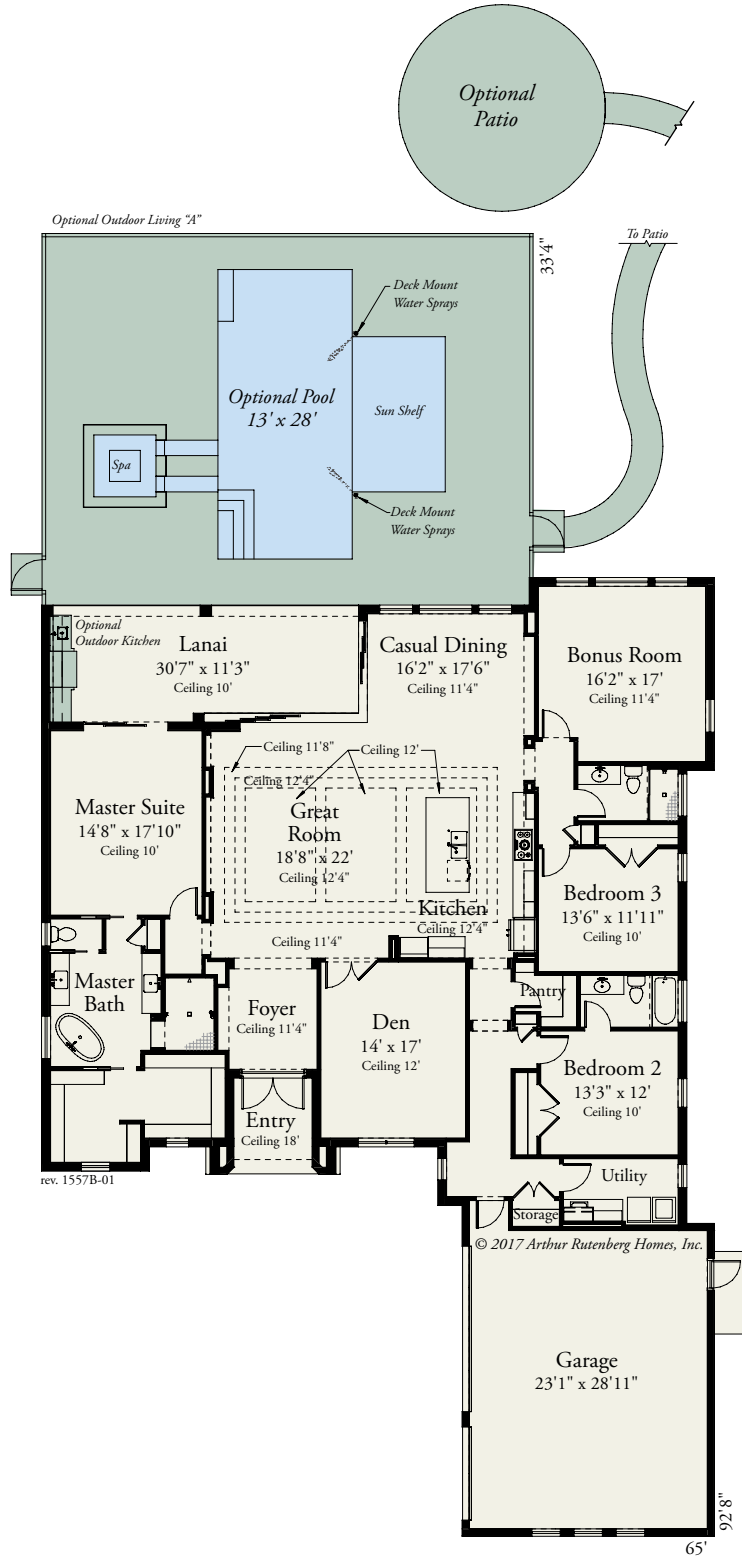 Optional
Patio
Optional Outdoor Living “A”
To Patio
33'4"
Deck Mount
Water Sprays
Optional Pool
13' x 28'
Sun Shelf
Spa
Deck Mount
Water Sprays
Optional
Outdoor Kitchen
Lanai
30'7" x 11'3"
Ceiling 10'
Casual Dining
16'2" x 17'6"
Ceiling 11'4"
Bonus Room
16'2" x 17'
Ceiling 11'4"
Ceiling 11'8"
Ceiling 12'
Ceiling 12'4"
Master Suite
14'8" x 17'10"
Ceiling 10'
Great
Room
18'8" x 22'
Ceiling 12'4"
Kitchen
Ceiling 12'4"
Bedroom 3
13'6" x 11'11"
Ceiling 10'
Ceiling 11'4"
Master
Bath
Foyer
Ceiling 11'4"
Den
14' x 17'
Ceiling 12'
Pantry
Bedroom 2
13'3" x 12'
Ceiling 10'
Entry
Ceiling 18'
rev. 1557B-01
Utility
Storage
© 2017 Arthur Rutenberg Homes, Inc.
Garage
23'1" x 28'11"
92'8"
65'